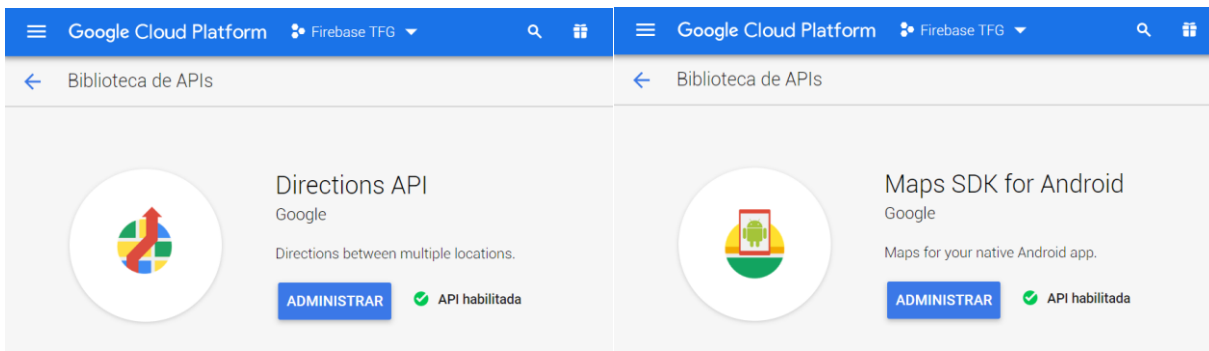 Google Cloud Platform Firebase TFG
Biblioteca de APIs
Directions API
Google
Directions between multiple locations.
ADMINISTRAR API habilitada
Google Cloud Platform Firebase TFG
Biblioteca de APIs
Maps SDK for Android
Google
Maps for your native Android app.
ADMINISTRAR API habilitada